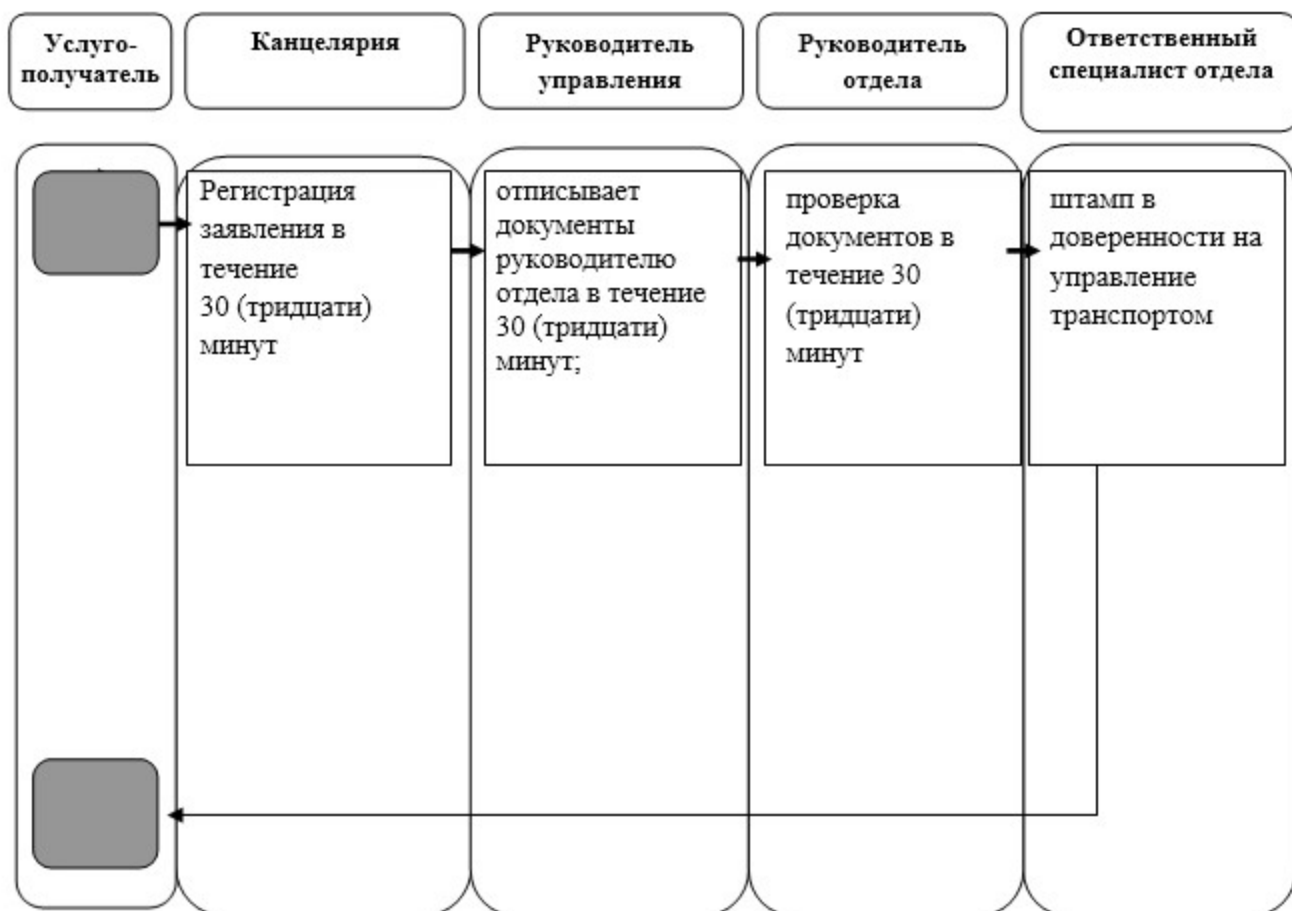 Услуго-
получатель
Канцелярия
Руководитель
управления
Руководитель
отдела
Ответственный
специалист отдела
Регистрация
заявления в
течение
30 (тридцати)
минут
отписывает
документы
руководителю
отдела в течение
30 (тридцати)
минут;
проверка
документов в
течение 30
(тридцати)
минут
штамп в
доверенности на
управление
транспортом